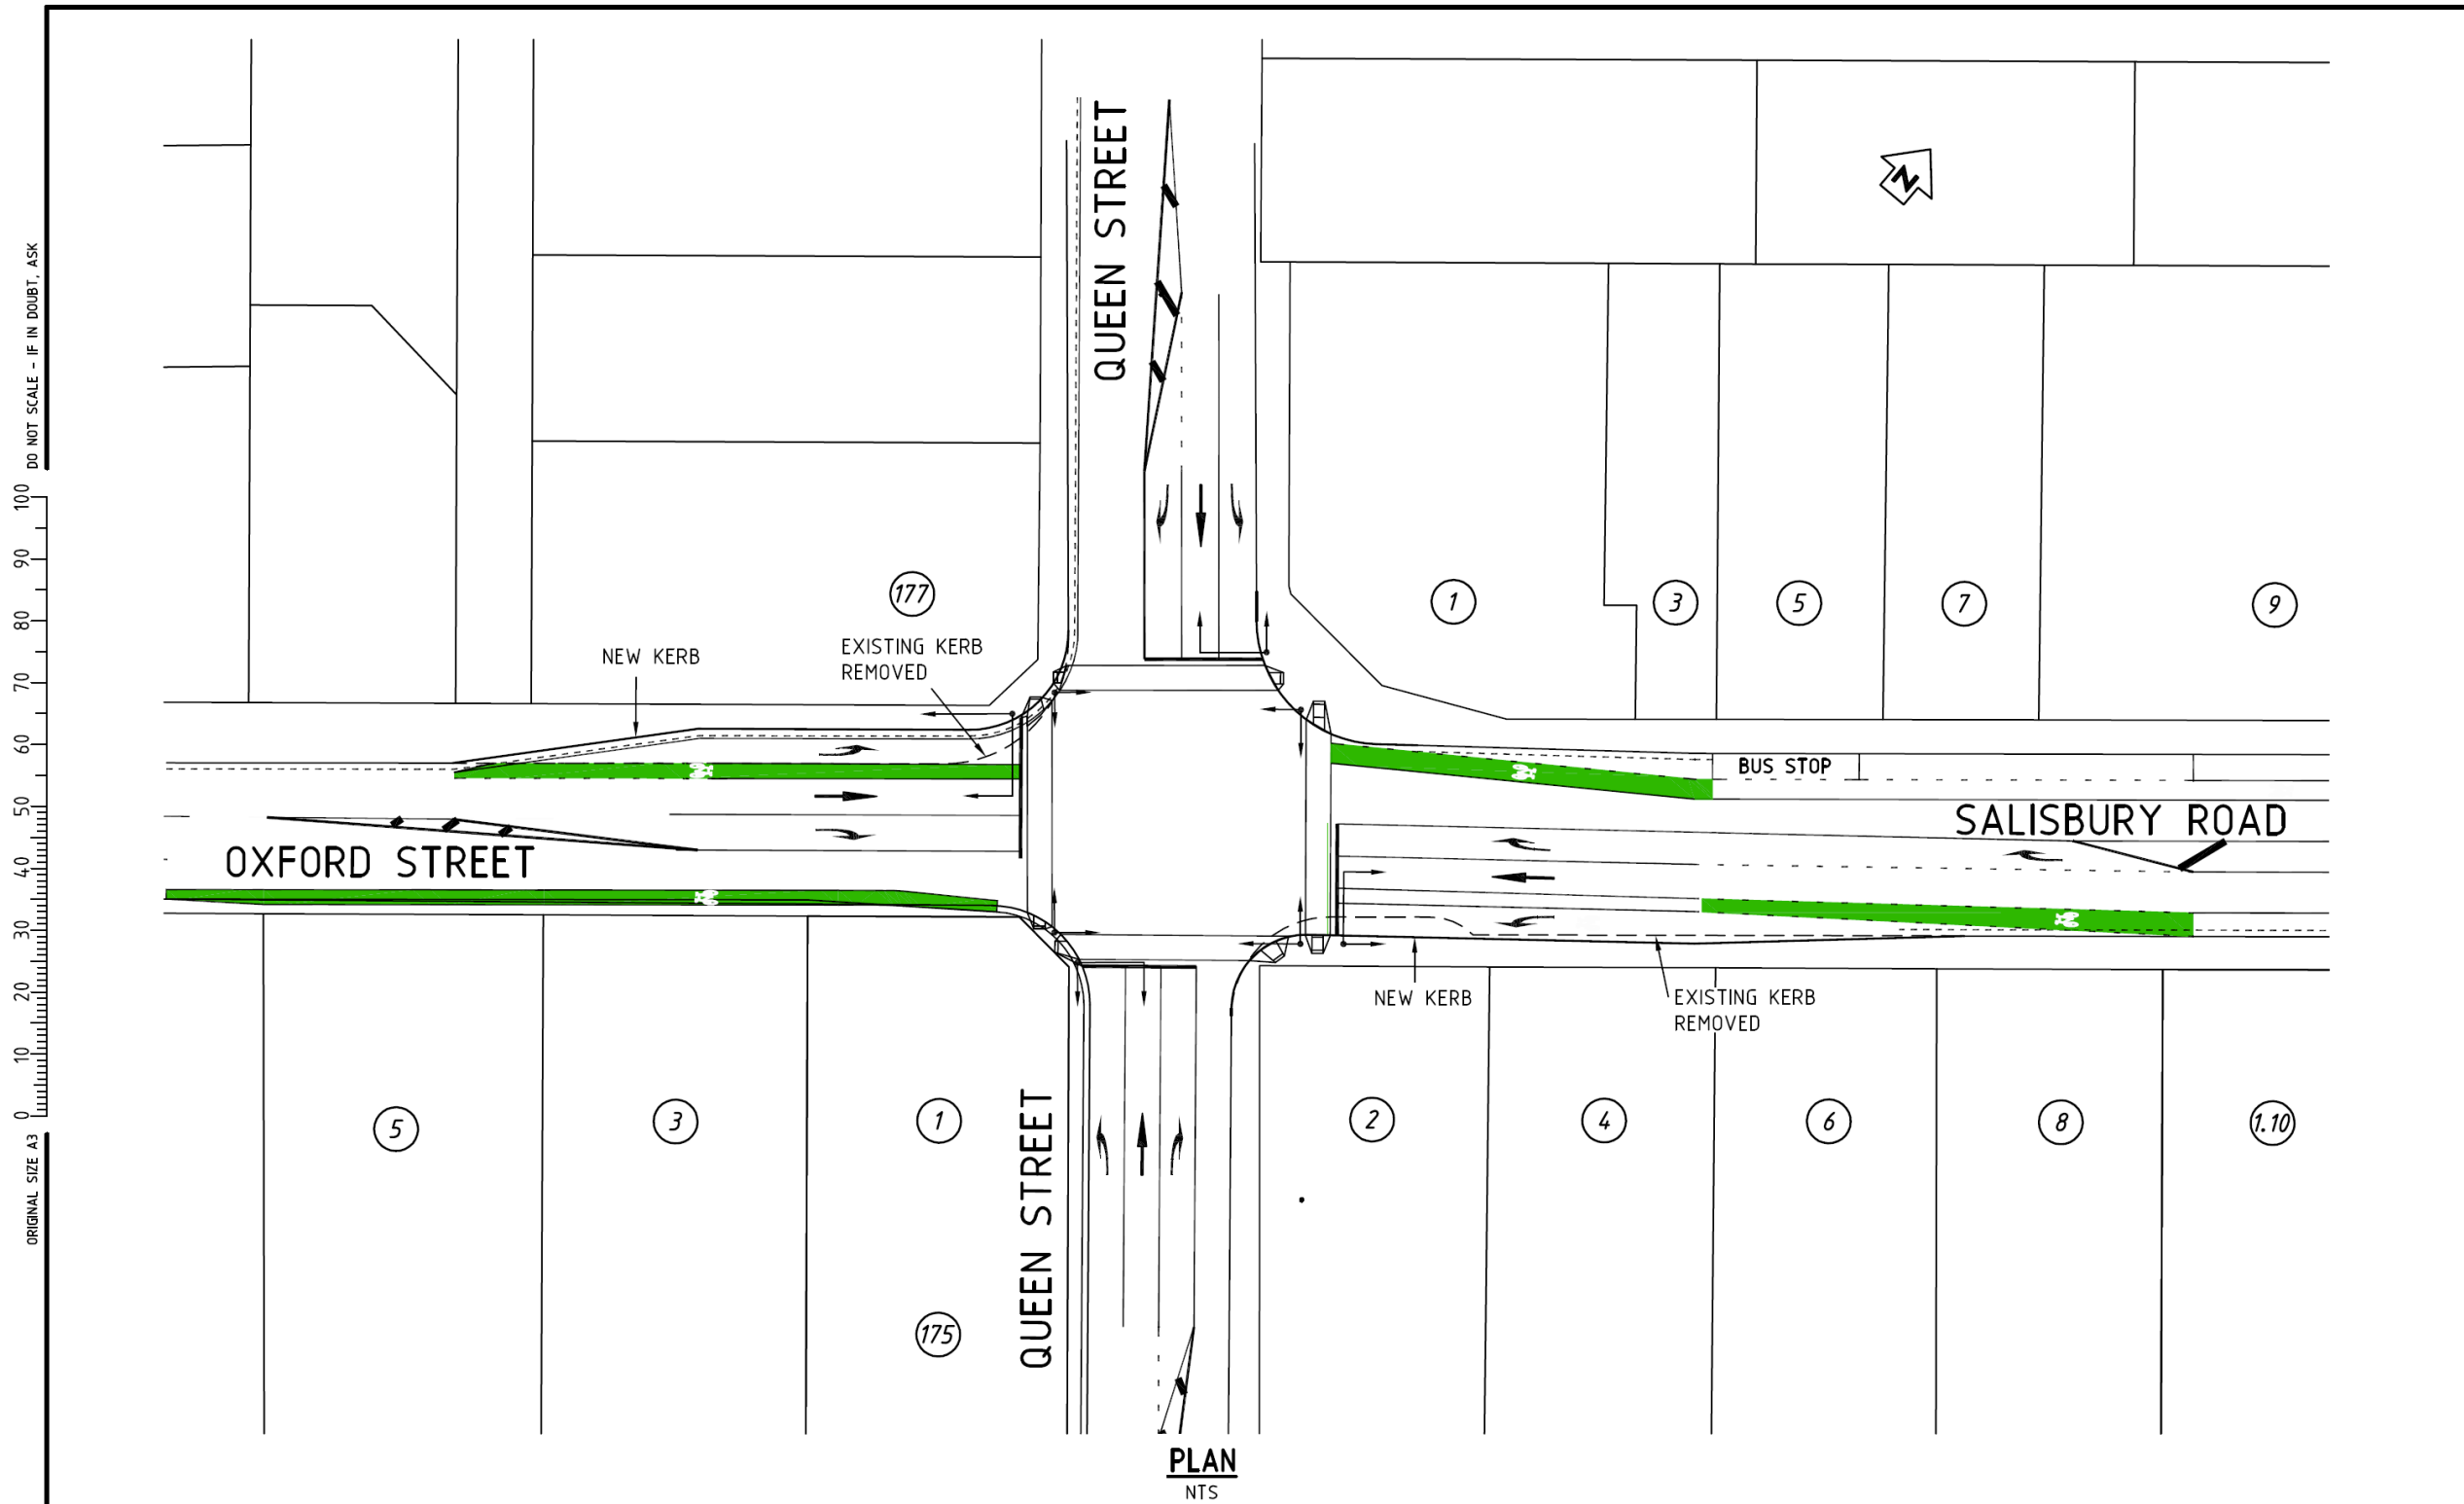 DO NOT SCALE - IF IN DOUBT, ASK
100
90
80
70
60
50
40
30
20
10
0
ORIGINAL SIZE A3
QUEEN STREET
N
177
NEW KERB
EXISTING KERB
REMOVED
1
3
5
7
9
BUS STOP
SALISBURY ROAD
OXFORD STREET
NEW KERB
EXISTING KERB
REMOVED
5
3
1
2
4
6
8
1.10
175
QUEEN STREET
PLAN
NTS